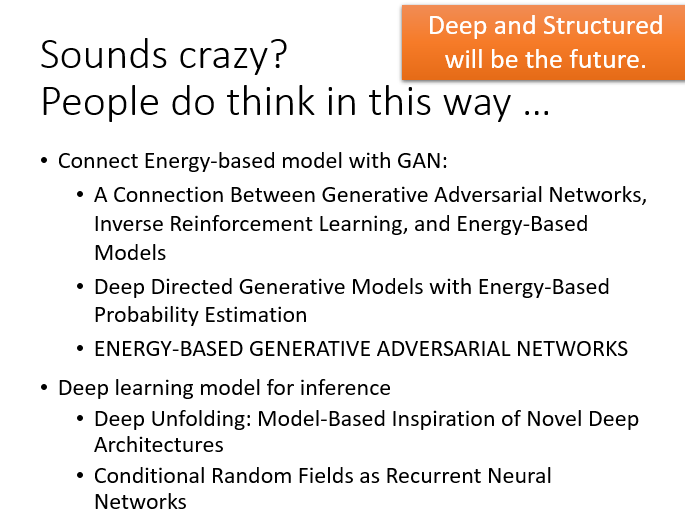 Deep and Structured
will be the future.
Sounds crazy?
People do think in this way …
• Connect Energy-based model with GAN:
• A Connection Between Generative Adversarial Networks,
Inverse Reinforcement Learning, and Energy-Based
Models
• Deep Directed Generative Models with Energy-Based
Probability Estimation
• ENERGY-BASED GENERATIVE ADVERSARIAL NETWORKS
• Deep learning model for inference
• Deep Unfolding: Model-Based Inspiration of Novel Deep
Architectures
• Conditional Random Fields as Recurrent Neural
Networks